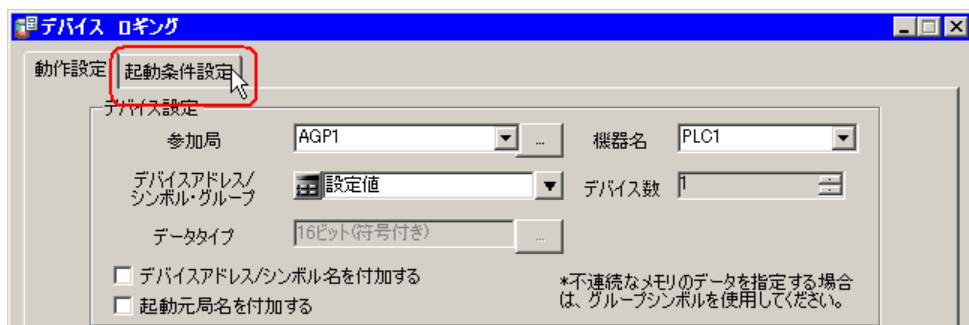 デバイス ロギング
動作設定 起動条件設定
デバイス設定
参加局 AGP1 ... 機器名 PLC1
デバイスアドレス/
シンボル・グループ 設定値 デバイス数 1
データタイプ 16ビット(符号付き) ...
デバイスアドレス/シンボル名を付加する
起動元局名を付加する
*不連続なメモリのデータを指定する場合
は、グループシンボルを使用してください。